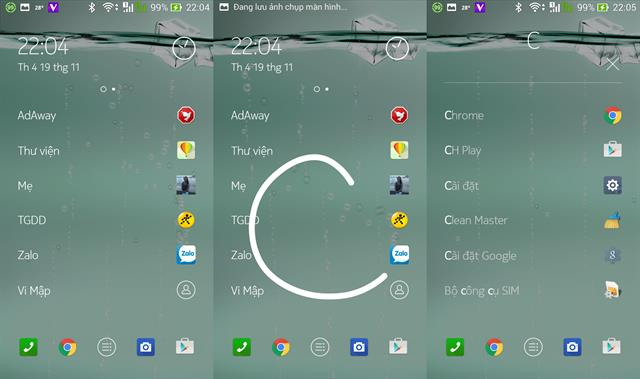 99 28° V 99% 22:04
22:04
Th 4 19 thg 11
AdAway
Thư viện
Mẹ
TGDD
Zalo
Zalo
Vi Mập
Đang lưu ảnh chụp màn hình...
22:04
Th 4 19 thg 11
AdAway
Thư viện
Mẹ
TGDD
Zalo
Zalo
Vi Mập
99 28° V 99% 22:05
C
Chrome
CH Play
Cài đặt
Clean Master
Cài đặt Google
8
Bộ công cụ SIM